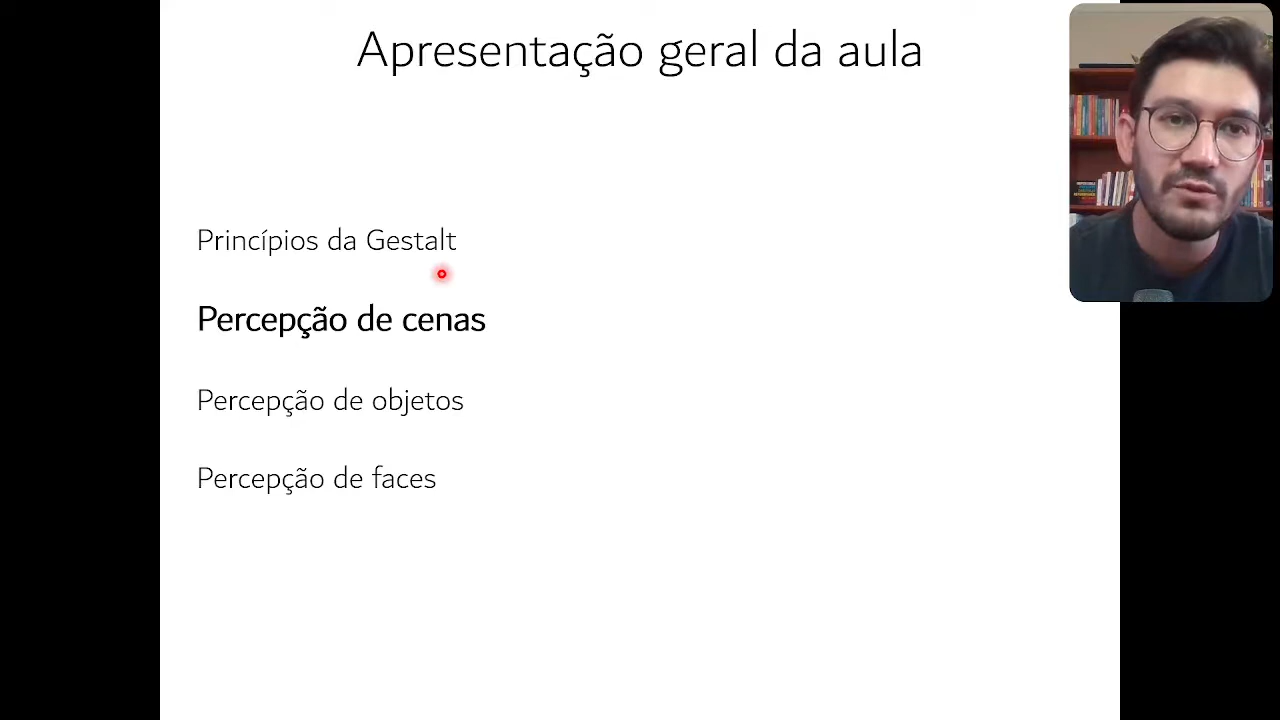 Apresentação geral da aula
Princípios da Gestalt
Percepção de cenas
Percepção de objetos
Percepção de faces